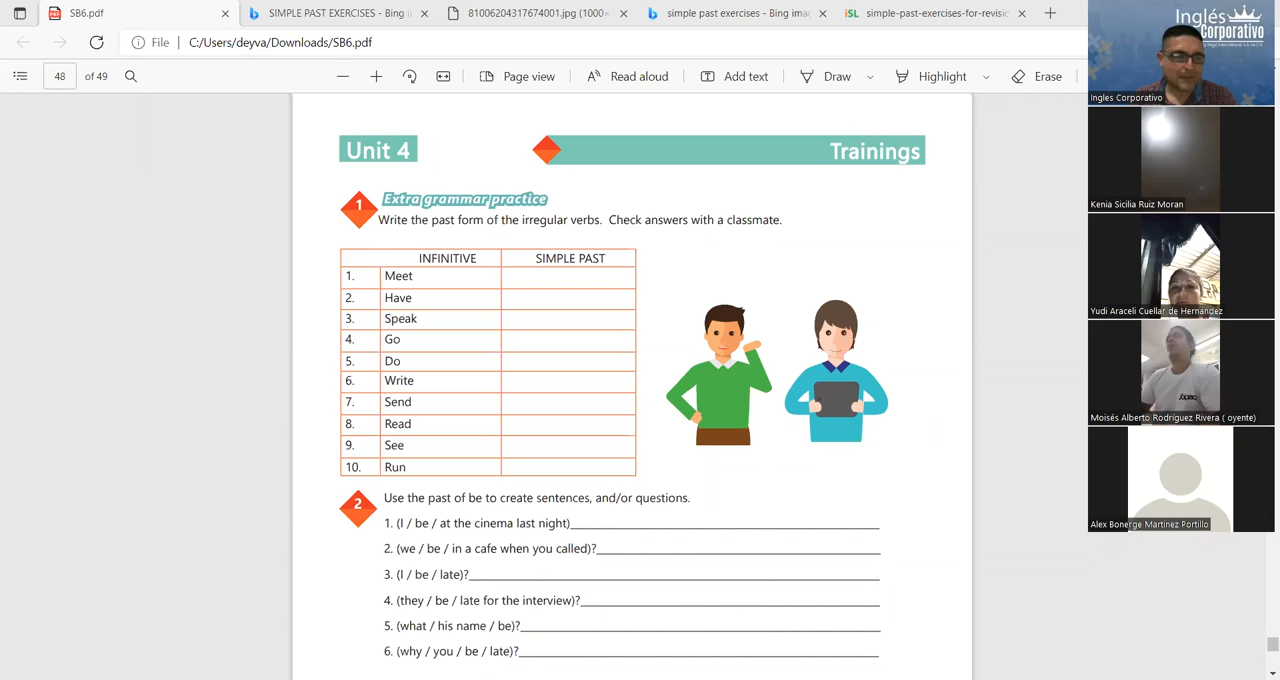 SB6.pdf
SIMPLE PAST EXERCISES - Bing i
81006204317674001.jpg (1000×
simple past exercises - Bing ima
iSL simple-past-exercises-for-revisio
File C:/Users/deyva/Downloads/SB6.pdf
48 of 49
Page view
Read aloud
Add text
Draw
Highlight
Erase
Unit 4
Trainings
1 Extra grammar practice
Write the past form of the irregular verbs. Check answers with a classmate.
INFINITIVE SIMPLE PAST
1. Meet
2. Have
3. Speak
4. Go
5. Do
6. Write
7. Send
8. Read
9. See
10. Run
2 Use the past of be to create sentences, and/or questions.
1. (I / be / at the cinema last night)
2. (we / be / in a cafe when you called)?
3. (I / be / late)?
4. (they / be / late for the interview)?
5. (what / his name / be)?
6. (why / you / be / late)?
Inglés
Corporativo
Ingles Corporativo
Kenia Sicilia Ruiz Moran
Yudi Araceli Cuellar de Hernández
Moisés Alberto Rodríguez Rivera ( oyente)
Alex Bonerge Martinez Portillo